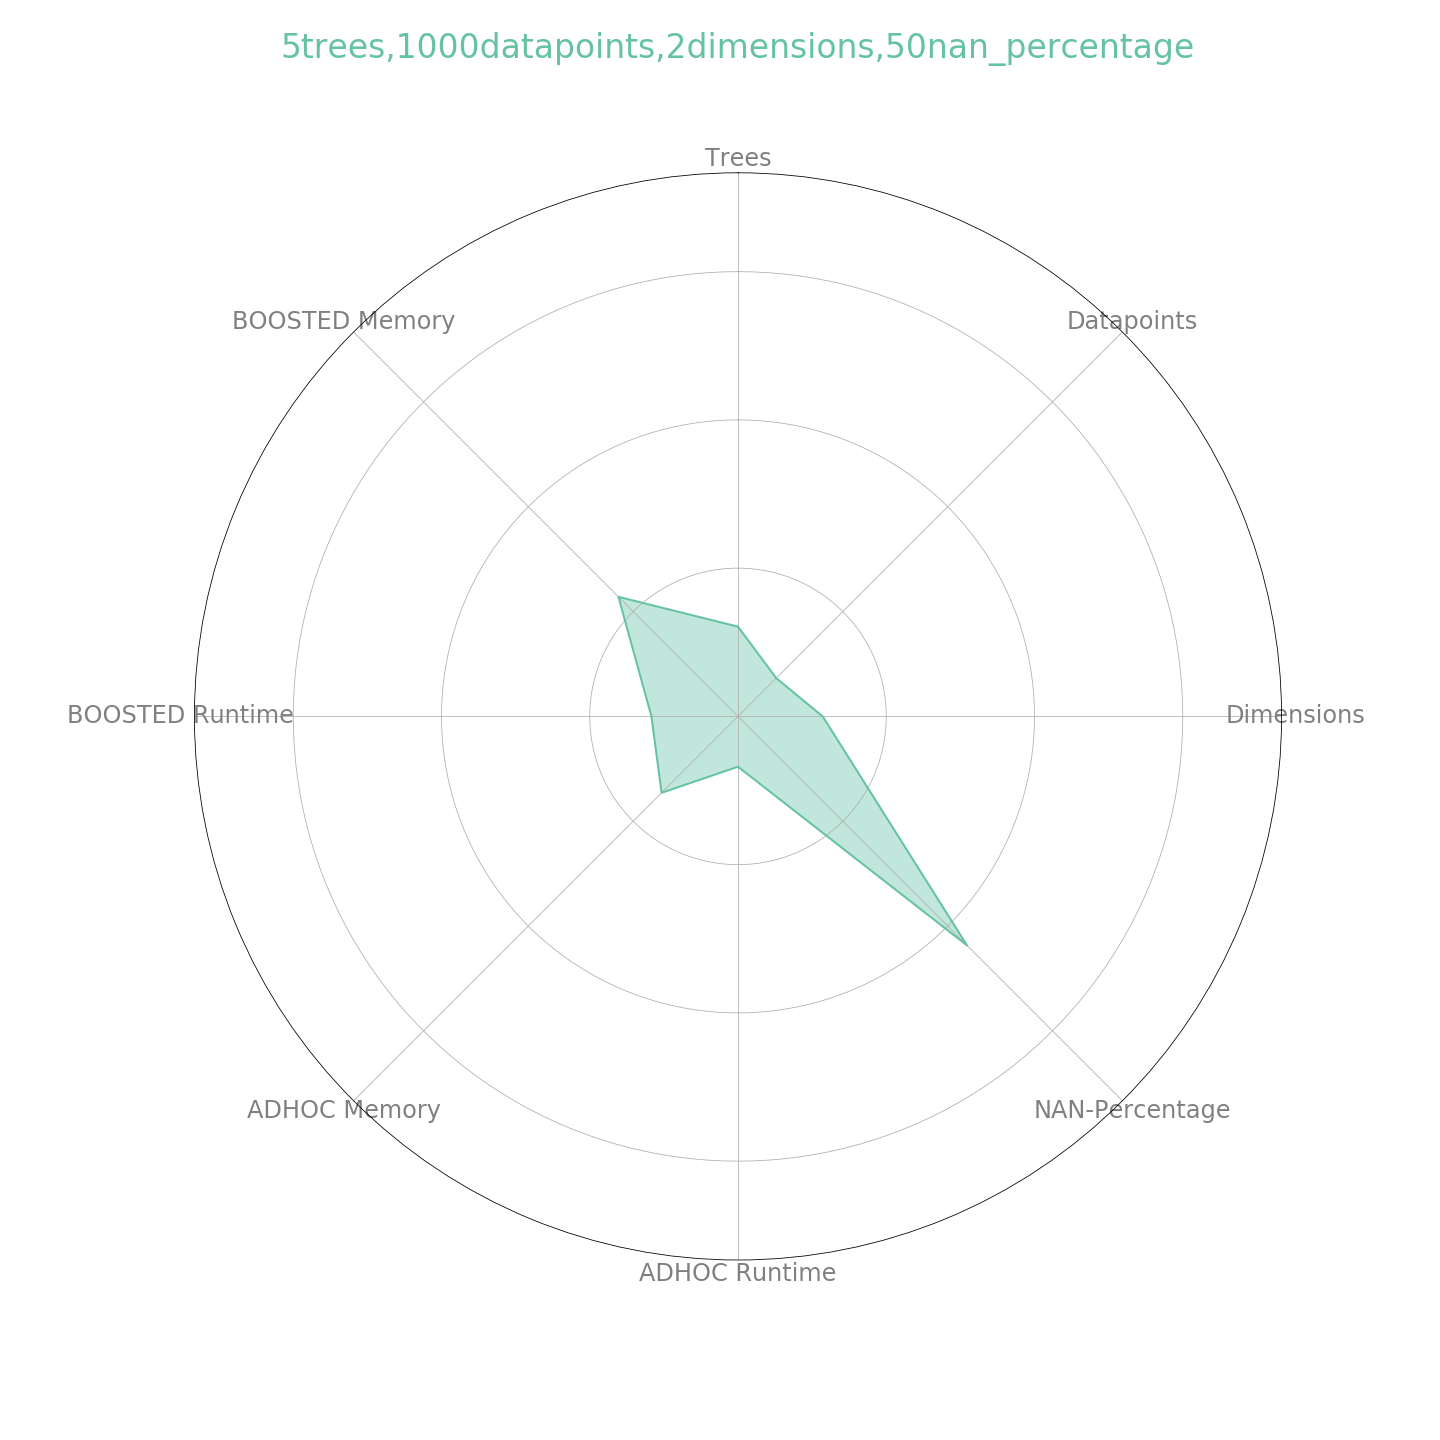 5trees,1000datapoints,2dimensions,50nan_percentage
Trees
BOOSTED Memory
Datapoints
BOOSTED Runtime
Dimensions
ADHOC Memory
NAN-Percentage
ADHOC Runtime